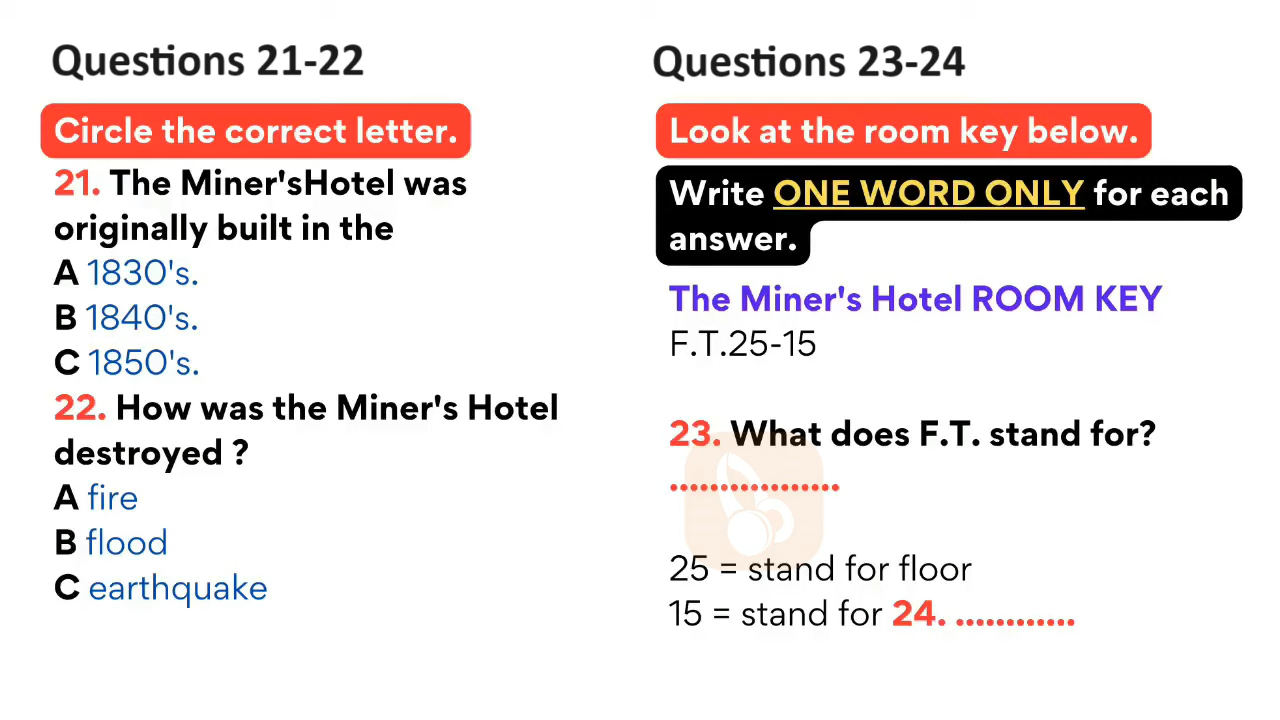 Questions 21-22
Circle the correct letter.
21. The Miner'sHotel was
originally built in the
A 1830's.
B 1840's.
C 1850's.
22. How was the Miner's Hotel
destroyed ?
A fire
B flood
C earthquake
Questions 23-24
Look at the room key below.
Write ONE WORD ONLY for each
answer.
The Miner's Hotel ROOM KEY
F.T.25-15
23. What does F.T. stand for?
.................
25 = stand for floor
15 = stand for 24. ............